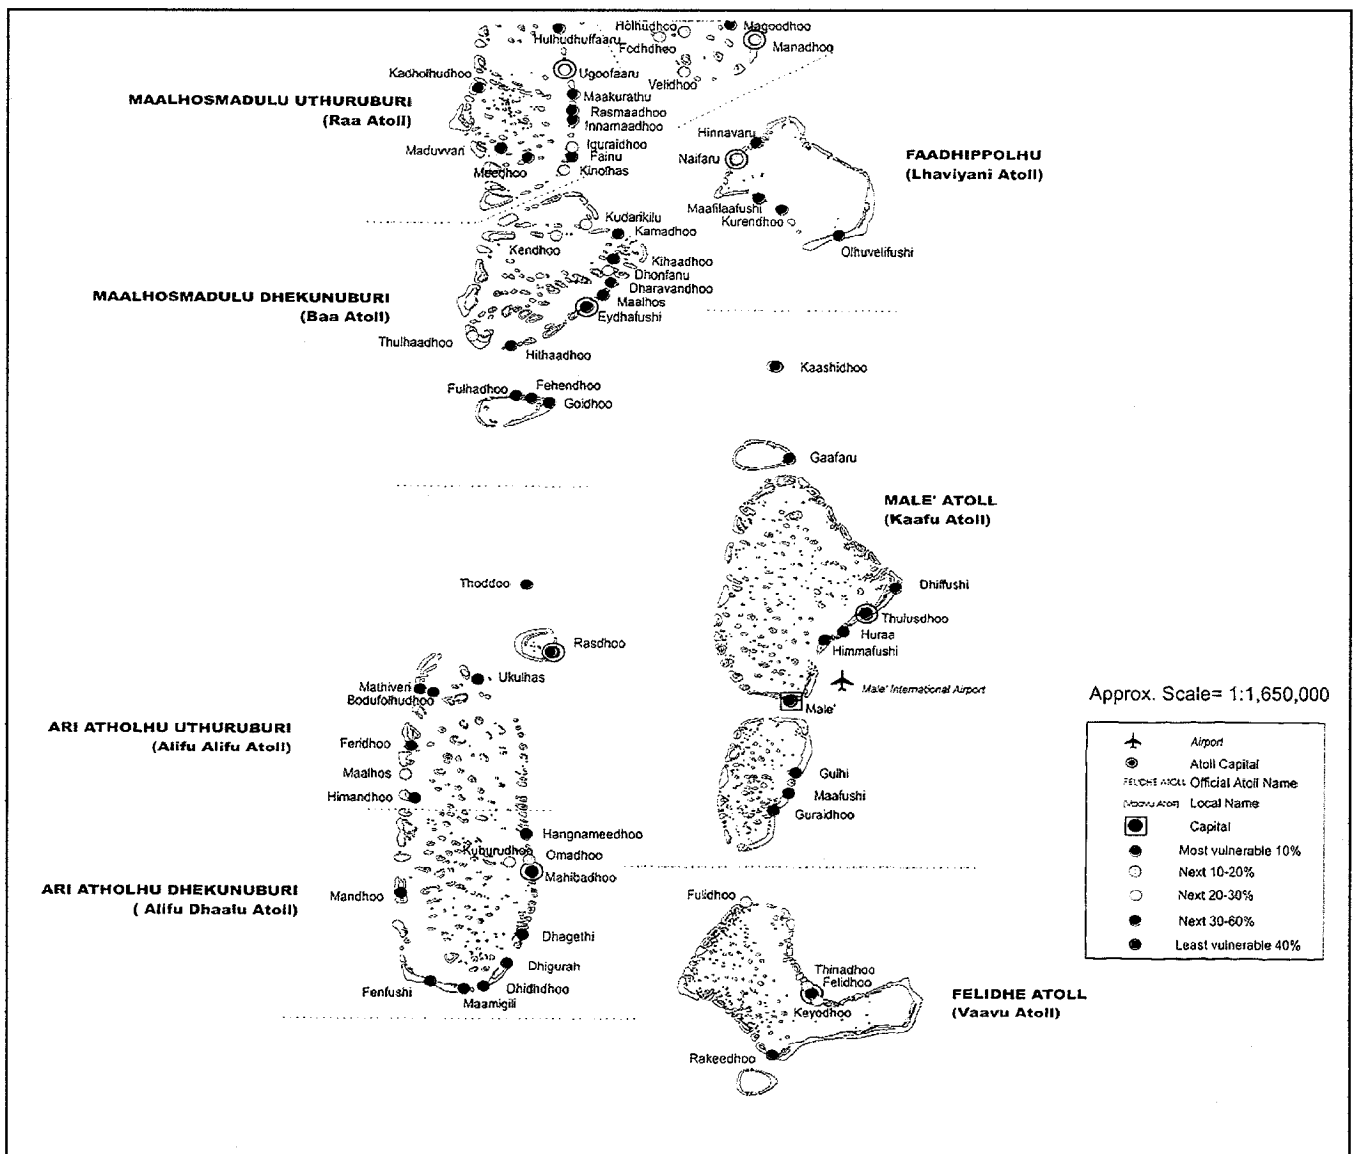 Holhudhoo
Magoodhoo
Hulhudhuffaaru
Fodhdhoo
Manadhoo
Kadholhudhoo
Ugoofaaru
Velidhoo
MAALHOSMADULU UTHURUBURI
(Raa Atoll)
Maakurathu
Rasmaadhoo
Innamaadhoo
Hinnavaru
Maduvvari
Iguraidhoo
Fainu
Meedhoo
Kinolhas
Naifaru
FAADHIPPOLHU
(Lhaviyani Atoll)
Maafilaafushi
Kurendhoo
Olhuvelifushi
Kudarikilu
Kamadhoo
Kendhoo
Kihaadhoo
Dhonfanu
Dharavandhoo
Maalhos
Eydhafushi
MAALHOSMADULU DHEKUNUBURI
(Baa Atoll)
Thulhaadhoo
Hithaadhoo
Fulhadhoo
Fehendhoo
Goidhoo
Kaashidhoo
Gaafaru
MALE' ATOLL
(Kaafu Atoll)
Thoddoo
Dhiffushi
Thulusdhoo
Huraa
Himmafushi
Rasdhoo
Ukulhas
Mathiveri
Bodufolhudhoo
Male' International Airport
Male'
Approx. Scale= 1:1,650,000
ARI ATHOLHU UTHURUBURI
(Alifu Alifu Atoll)
Feridhoo
Maalhos
Himandhoo
Gulhi
Maafushi
Guraidhoo
Airport
Atoll Capital
FELIDHE ATOLL Official Atoll Name
(Vaavu Atoll) Local Name
Capital
Most vulnerable 10%
Next 10-20%
Next 20-30%
Next 30-60%
Least vulnerable 40%
Hangnameedhoo
Kuburudhoo
Omadhoo
Mahibadhoo
ARI ATHOLHU DHEKUNUBURI
( Alifu Dhaalu Atoll)
Mandhoo
Dhagethi
Dhigurah
Dhidhdhoo
Fenfushi
Maamigili
Fulidhoo
Thinadhoo
Felidhoo
Keyodhoo
FELIDHE ATOLL
(Vaavu Atoll)
Rakeedhoo